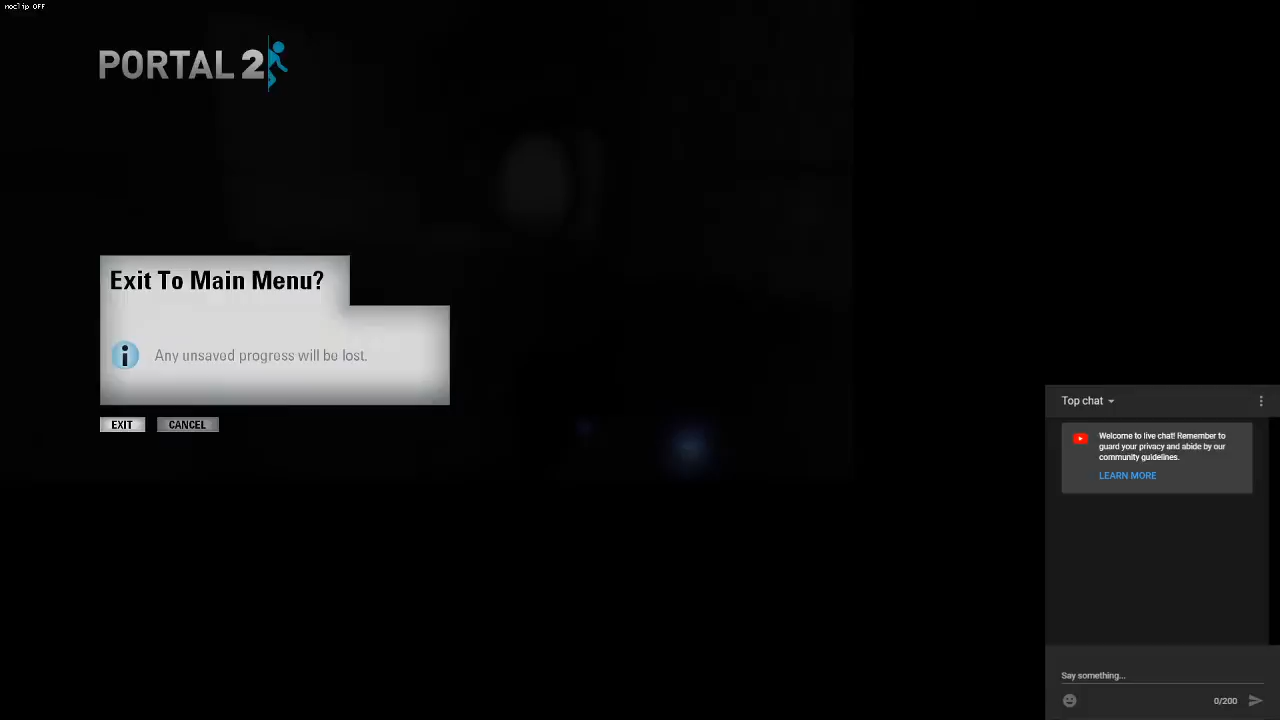 noclip OFF
PORTAL 2
Exit To Main Menu?
Any unsaved progress will be lost.
EXIT
CANCEL
Top chat
Welcome to live chat! Remember to
guard your privacy and abide by our
community guidelines.
LEARN MORE
Say something...
0/200